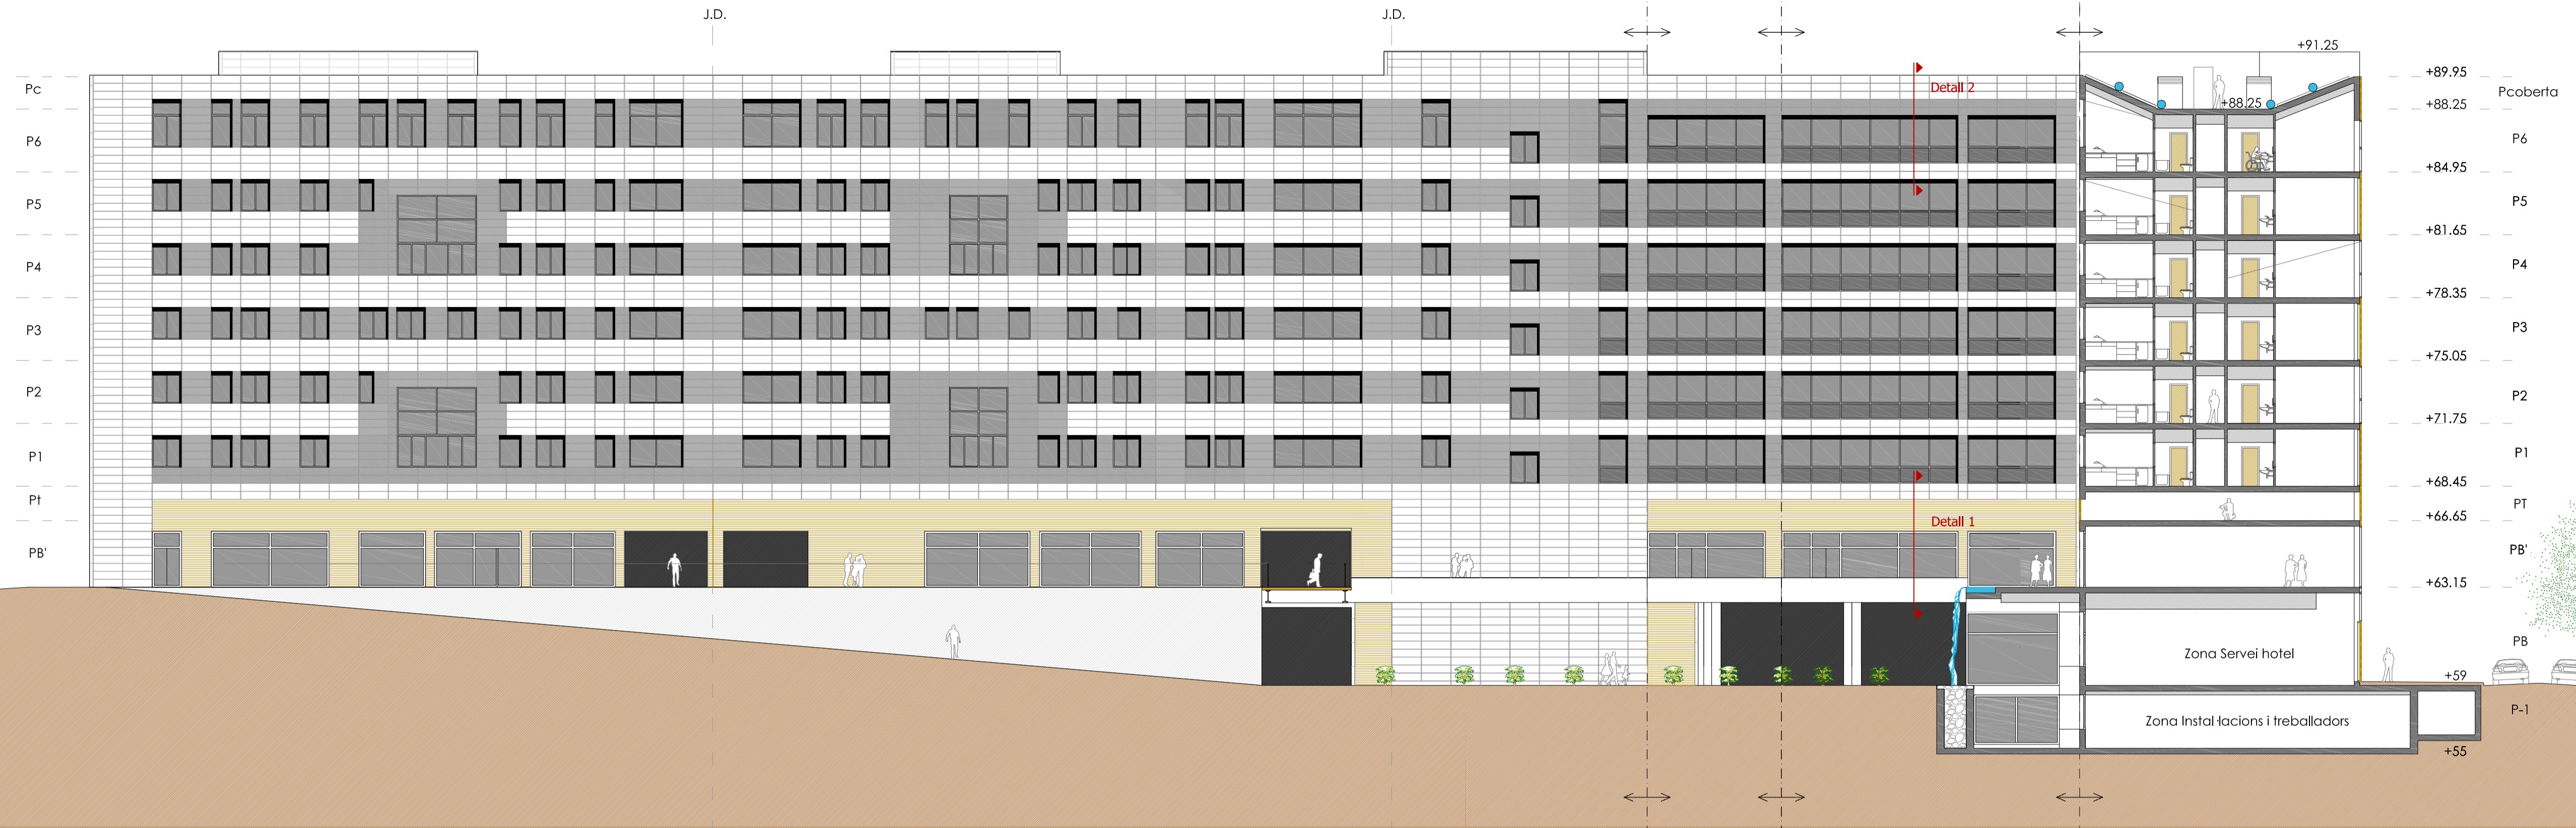 J.D.
J.D.
+91.25
Pc
P6
P5
P4
P3
P2
P1
Pt
PB'
Detall 2
Detall 1
+88.25
Zona Servei hotel
Zona Instal·lacions i treballadors
+89.95
Pcoberta
+88.25
P6
+84.95
P5
+81.65
P4
+78.35
P3
+75.05
P2
+71.75
P1
+68.45
PT
+66.65
PB'
+63.15
PB
+59
P-1
+55